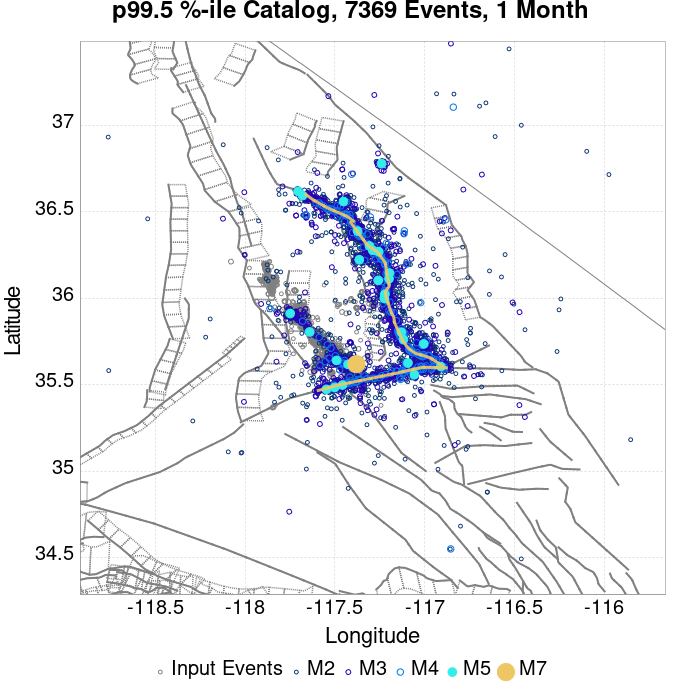 p99.5 %-ile Catalog, 7369 Events, 1 Month
37
36.5
36
35.5
35
34.5
Latitude
-118.5 -118 -117.5 -117 -116.5 -116
Longitude
Input Events M2 M3 M4 M5 M7